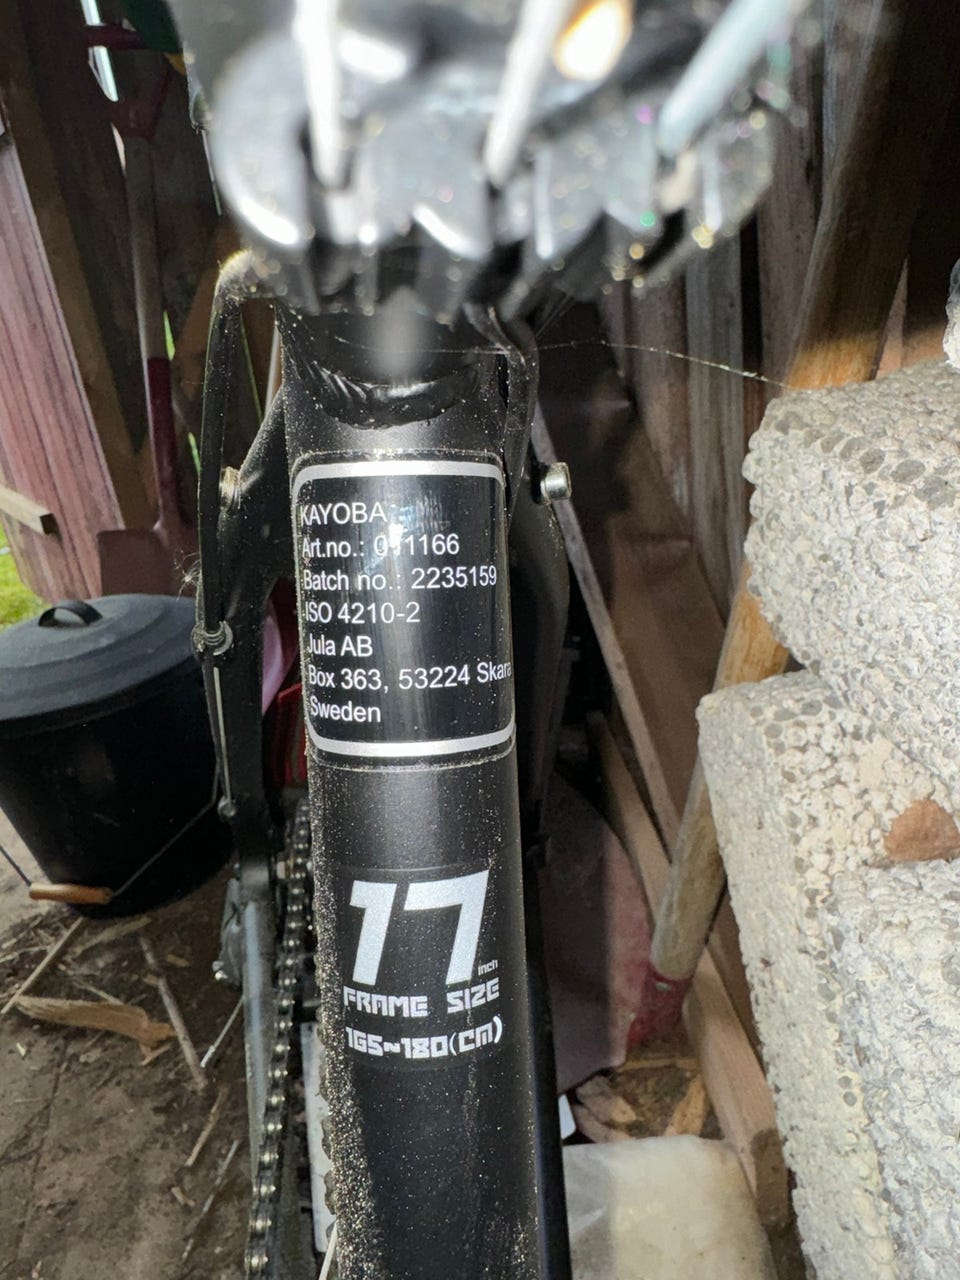 KAYOBA
Art.no.:
Batch no.: 2235159
ISO 4210-2
Jula AB
Box 363, 53224 Skara
Sweden
17
inch
FRAME SIZE
165~180(CM)